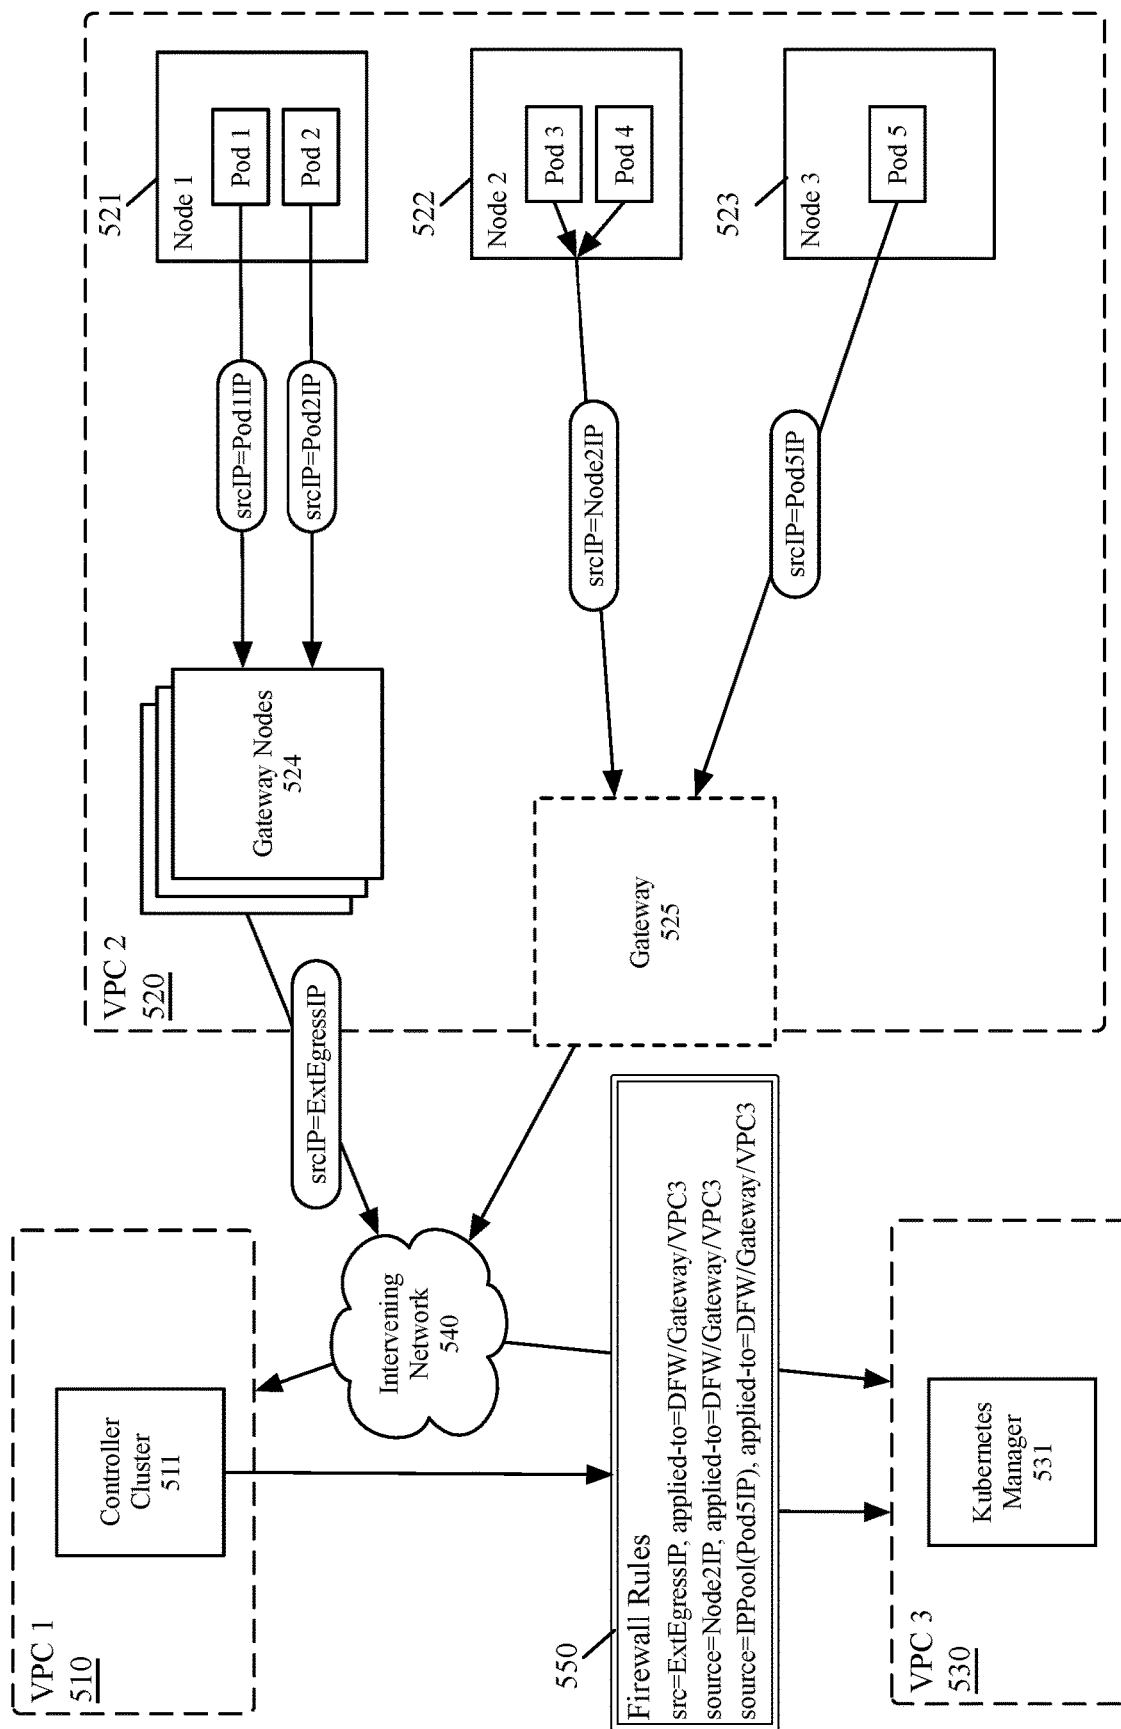 VPC 1
510
Controller
Cluster
511
VPC 2
520
521
Node 1
Pod 1
Pod 2
522
Node 2
Pod 3
Pod 4
523
Node 3
Pod 5
srcIP=Pod1IP
srcIP=Pod2IP
srcIP=Node2IP
srcIP=Pod5IP
Gateway Nodes
524
Gateway
525
srcIP=ExtEgressIP
Intervening
Network
540
550
Firewall Rules
src=ExtEgressIP, applied-to=DFW/Gateway/VPC3
source=Node2IP, applied-to=DFW/Gateway/VPC3
source=IPPool(Pod5IP), applied-to=DFW/Gateway/VPC3
VPC 3
530
Kubernetes
Manager
531